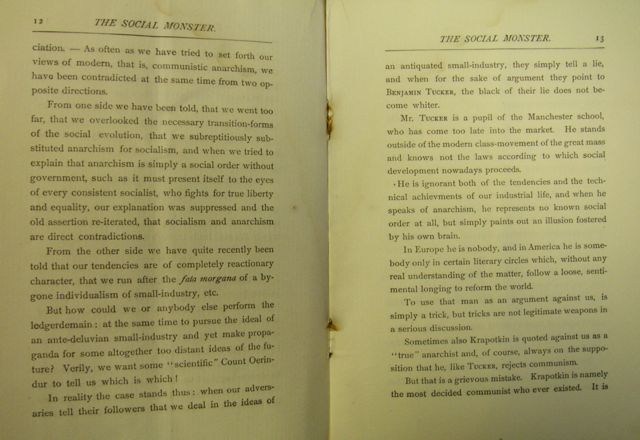 12
THE SOCIAL MONSTER.
ciation. — As often as we have tried to set forth our
views of modern, that is, communistic anarchism, we
have been contradicted at the same time from two op-
posite directions.
From one side we have been told, that we went too
far, that we overlooked the necessary transition-forms
of the social evolution, that we subreptitiously sub-
stituted anarchism for socialism, and when we tried to
explain that anarchism is simply a social order without
government, such as it must present itself to the eyes
of every consistent socialist, who fights for true liberty
and equality, our explanation was suppressed and the
old assertion re-iterated, that socialism and anarchism
are direct contradictions.
From the other side we have quite recently been
told that our tendencies are of completely reactionary
character, that we run after the fata morgana of a by-
gone individualism of small-industry, etc.
But how could we or anybody else perform the
ledgerdemain: at the same time to pursue the ideal of
an ante-deluvian small-industry and yet make propa-
ganda for some altogether too distant ideas of the fu-
ture? Verily, we want some "scientific" Count Oerin-
dur to tell us which is which!
In reality the case stands thus: when our advers-
aries tell their followers that we deal in the ideas of
THE SOCIAL MONSTER.
13
an antiquated small-industry, they simply tell a lie,
and when for the sake of argument they point to
BENJAMIN TUCKER, the black of their lie does not be-
come whiter.
Mr. TUCKER is a pupil of the Manchester school,
who has come too late into the market. He stands
outside of the modern class-movement of the great mass
and knows not the laws according to which social
development nowadays proceeds.
He is ignorant both of the tendencies and the tech-
nical achievments of our industrial life, and when he
speaks of anarchism, he represents no known social
order at all, but simply paints out an illusion fostered
by his own brain.
In Europe he is nobody, and in America he is some-
body only in certain literary circles which, without any
real understanding of the matter, follow a loose, senti-
mental longing to reform the world.
To use that man as an argument against us, is
simply a trick, but tricks are not legitimate weapons in
a serious discussion.
Sometimes also Krapotkin is quoted against us as a
"true" anarchist and, of course, always on the suppo-
sition that he, like TUCKER, rejects communism.
But that is a grievous mistake. Krapotkin is namely
the most decided communist who ever existed. It is